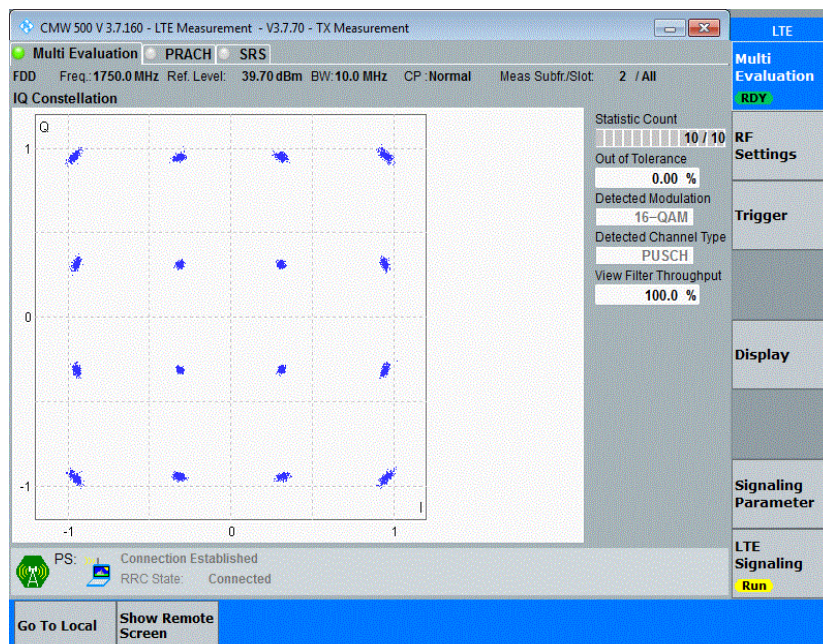 CMW 500 V 3.7.160 - LTE Measurement - V3.7.70 - TX Measurement
LTE
Multi Evaluation PRACH SRS
FDD Freq.: 1750.0 MHz Ref. Level: 39.70 dBm BW: 10.0 MHz CP : Normal Meas Subfr./Slot: 2 / All
IQ Constellation
Q
1
0
-1
I
-1 0 1
Statistic Count
10 / 10
Out of Tolerance
0.00 %
Detected Modulation
16-QAM
Detected Channel Type
PUSCH
View Filter Throughput
100.0 %
Multi
Evaluation
RDY
RF
Settings
Trigger
Display
Signaling
Parameter
LTE
Signaling
Run
PS: Connection Established
RRC State: Connected
Go To Local
Show Remote
Screen